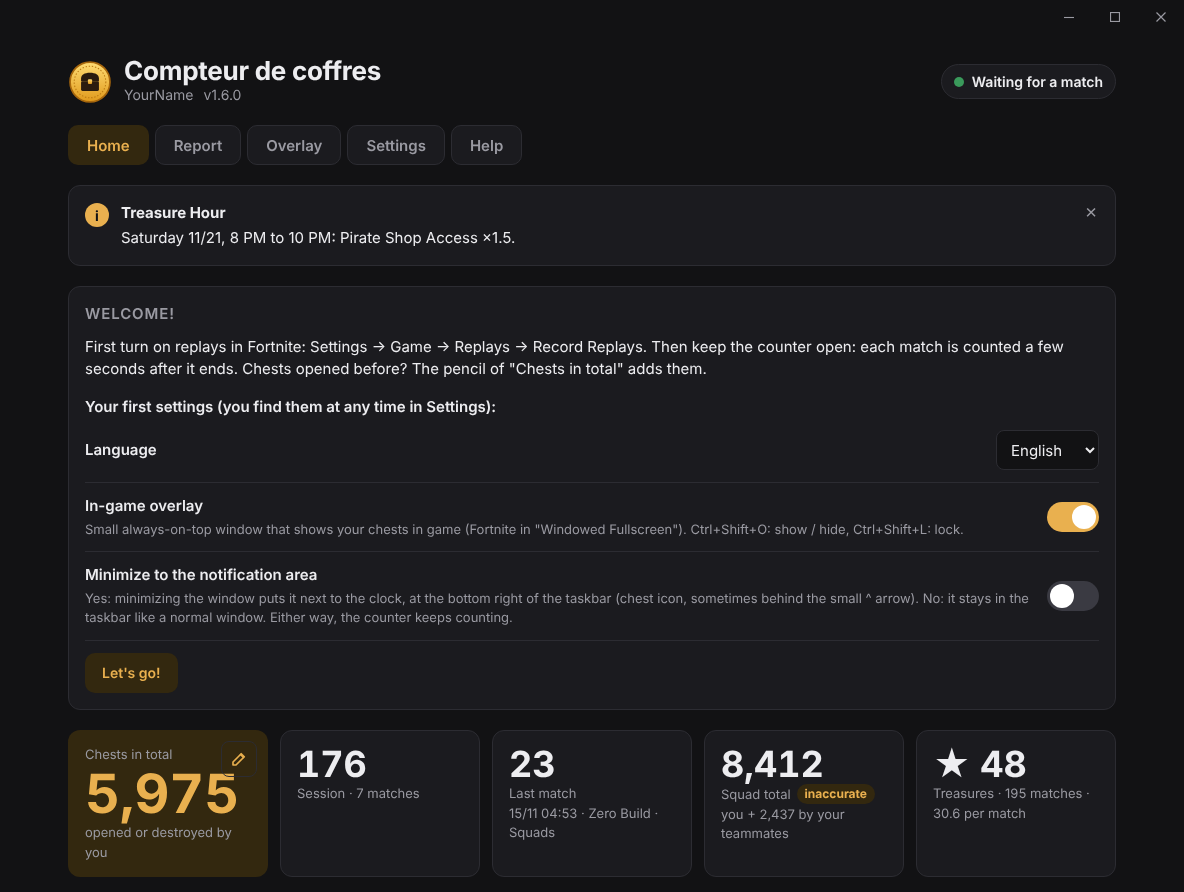 Compteur de coffres
YourName v1.6.0
Waiting for a match
Home
Report
Overlay
Settings
Help
i
Treasure Hour
Saturday 11/21, 8 PM to 10 PM: Pirate Shop Access ×1.5.
WELCOME!
First turn on replays in Fortnite: Settings → Game → Replays → Record Replays. Then keep the counter open: each match is counted a few
seconds after it ends. Chests opened before? The pencil of "Chests in total" adds them.
Your first settings (you find them at any time in Settings):
Language
English
In-game overlay
Small always-on-top window that shows your chests in game (Fortnite in "Windowed Fullscreen"). Ctrl+Shift+O: show / hide, Ctrl+Shift+L: lock.
Minimize to the notification area
Yes: minimizing the window puts it next to the clock, at the bottom right of the taskbar (chest icon, sometimes behind the small ^ arrow). No: it stays in the
taskbar like a normal window. Either way, the counter keeps counting.
Let's go!
Chests in total
5,975
opened or destroyed by
you
176
Session · 7 matches
23
Last match
15/11 04:53 · Zero Build ·
Squads
8,412
Squad total inaccurate
you + 2,437 by your
teammates
★ 48
Treasures · 195 matches ·
30.6 per match